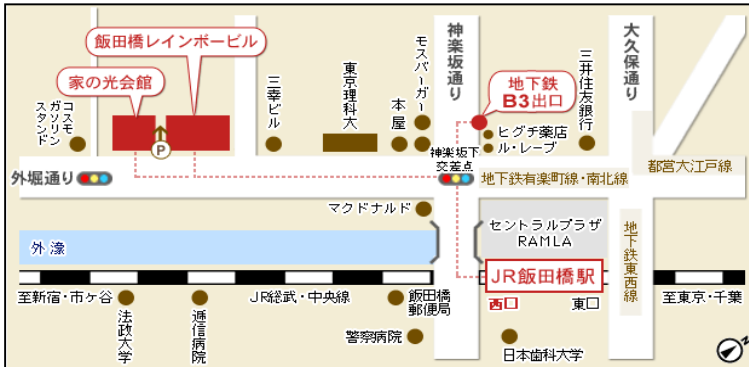 飯田橋レインボービル
家の光会館
コスモ
ガソリン
スタンド
P
三幸ビル
東京理科大
本屋
モスバーガー
神楽坂通り
地下鉄
B3出口
ヒグチ薬店
ル・レーブ
三井住友銀行
大久保通り
外堀通り
神楽坂下
交差点
地下鉄有楽町線・南北線
都営大江戸線
マクドナルド
セントラルプラザ
RAMLA
地下鉄東西線
外濠
JR飯田橋駅
西口
東口
至新宿・市ヶ谷
JR総武・中央線
飯田橋
郵便局
至東京・千葉
法政大学
逓信病院
警察病院
日本歯科大学
N